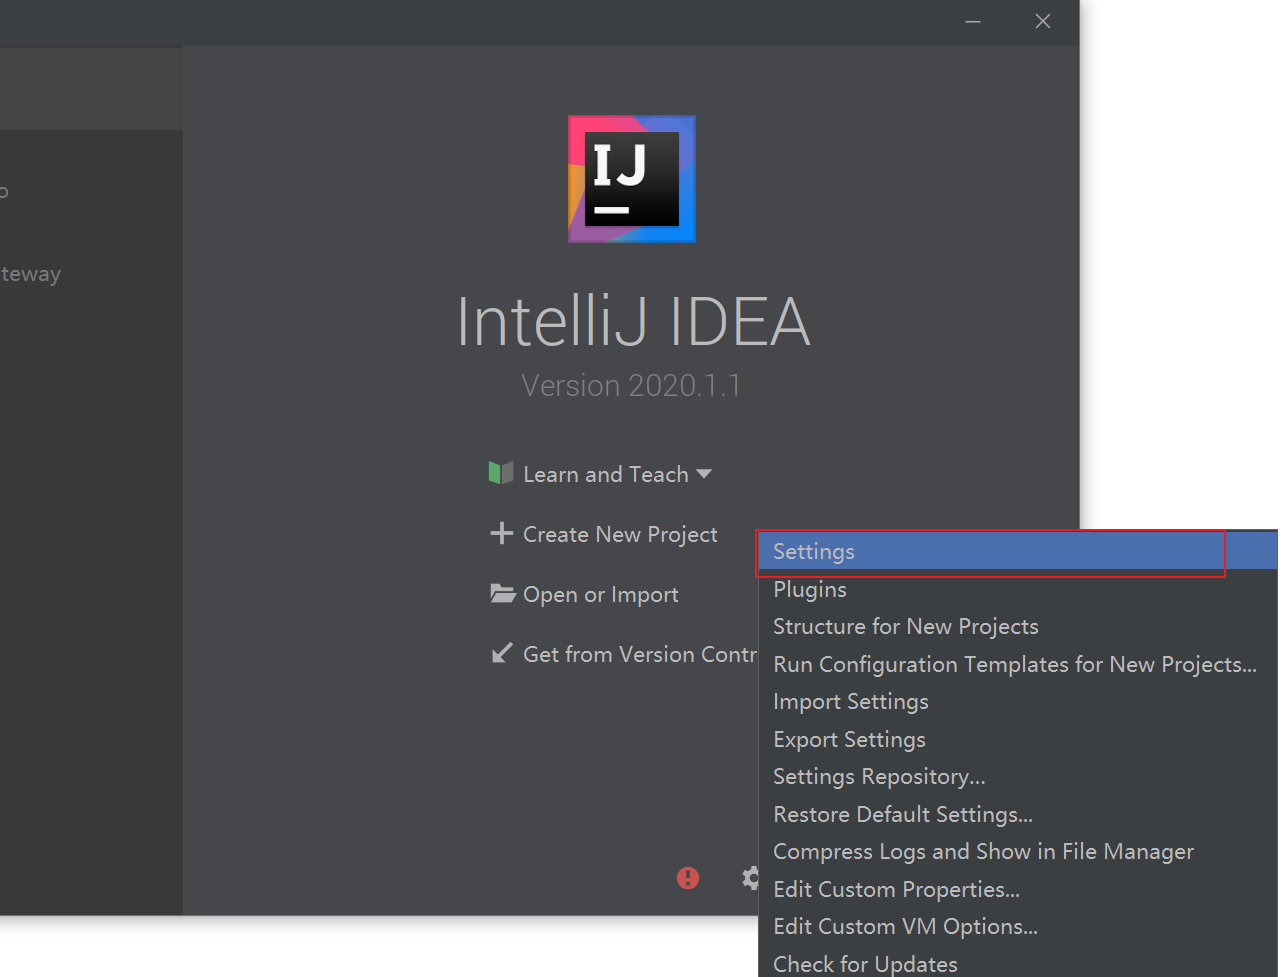 o
teway
IJ
IntelliJ IDEA
Version 2020.1.1
Learn and Teach
Create New Project
Open or Import
Get from Version Contr
Settings
Plugins
Structure for New Projects
Run Configuration Templates for New Projects...
Import Settings
Export Settings
Settings Repository...
Restore Default Settings...
Compress Logs and Show in File Manager
Edit Custom Properties...
Edit Custom VM Options...
Check for Updates